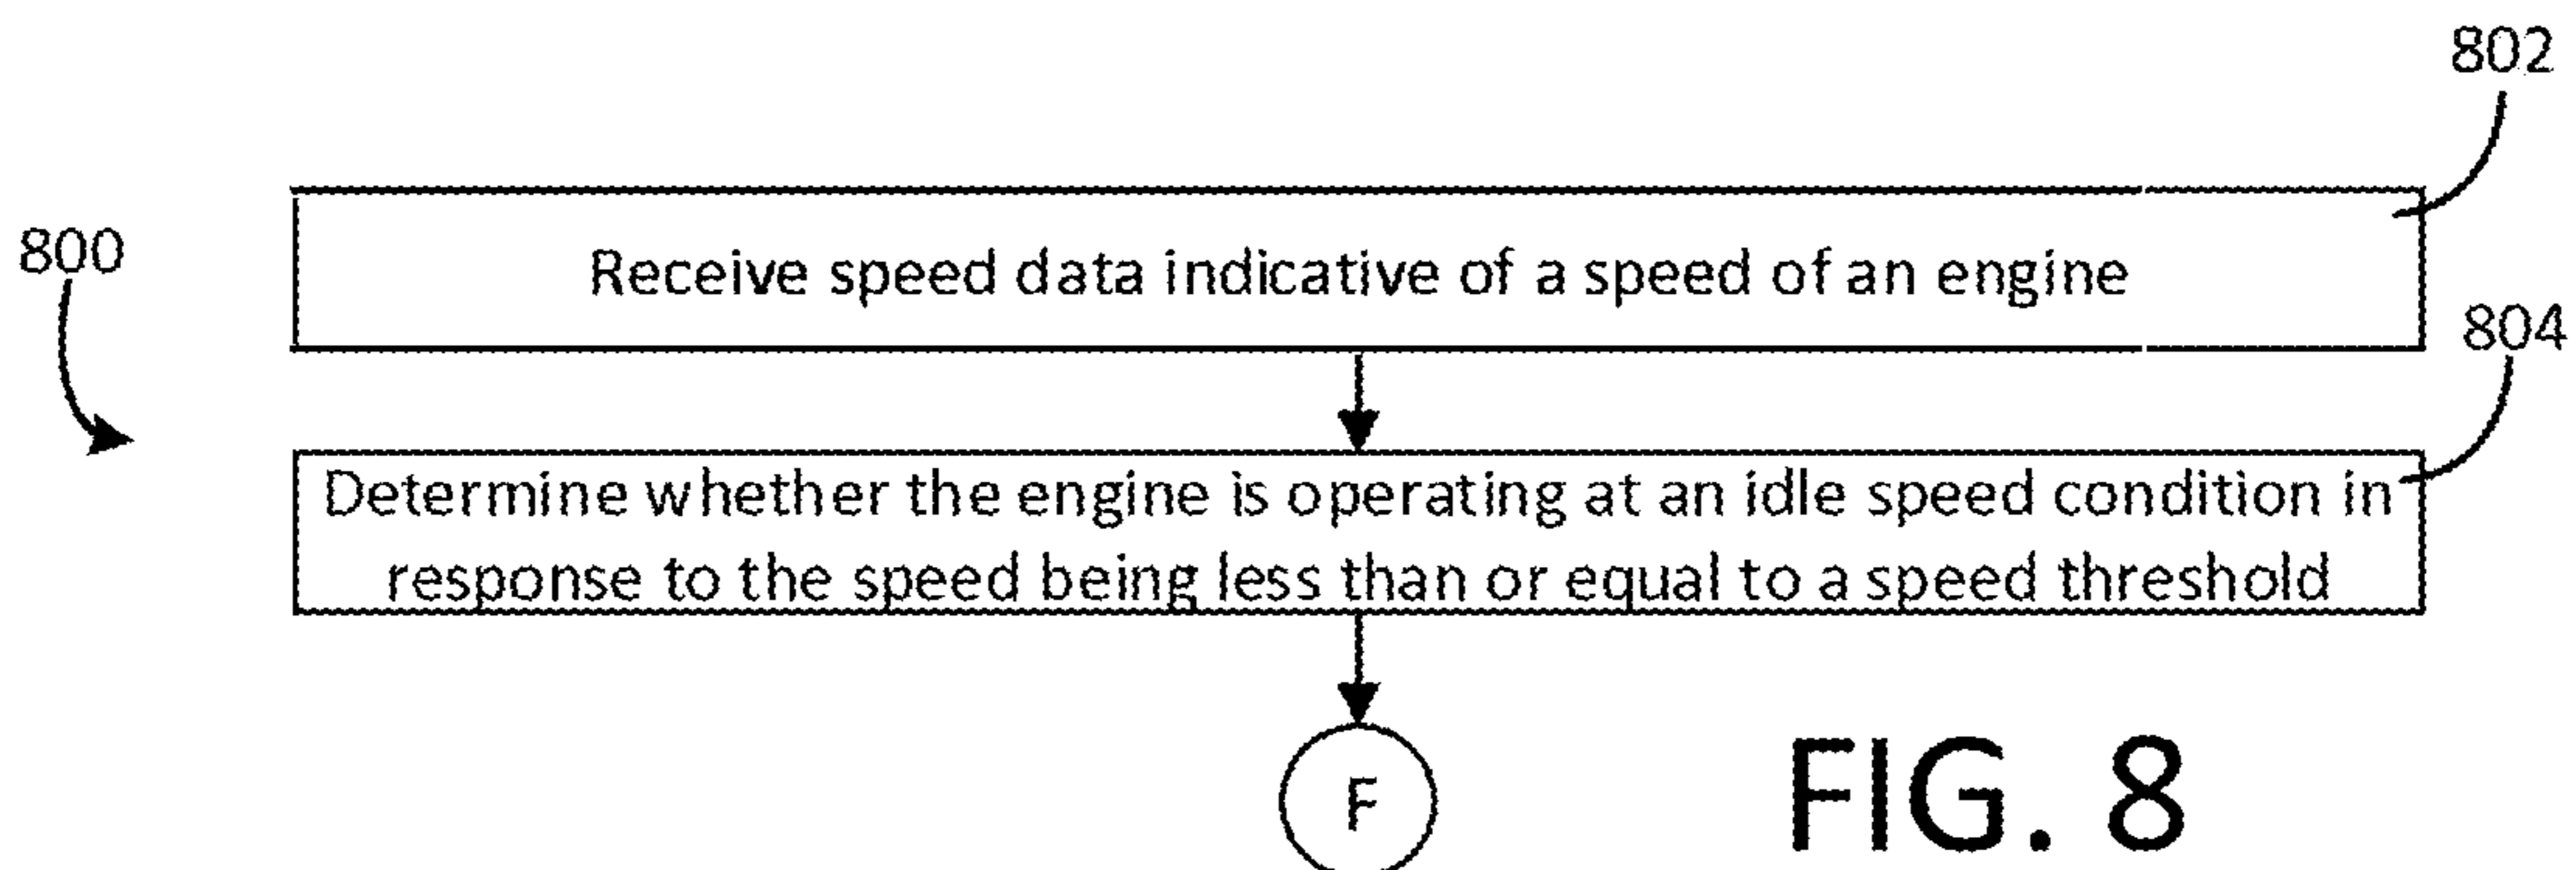 802
800
Receive speed data indicative of a speed of an engine
804
Determine whether the engine is operating at an idle speed condition in
response to the speed being less than or equal to a speed threshold
F
FIG. 8